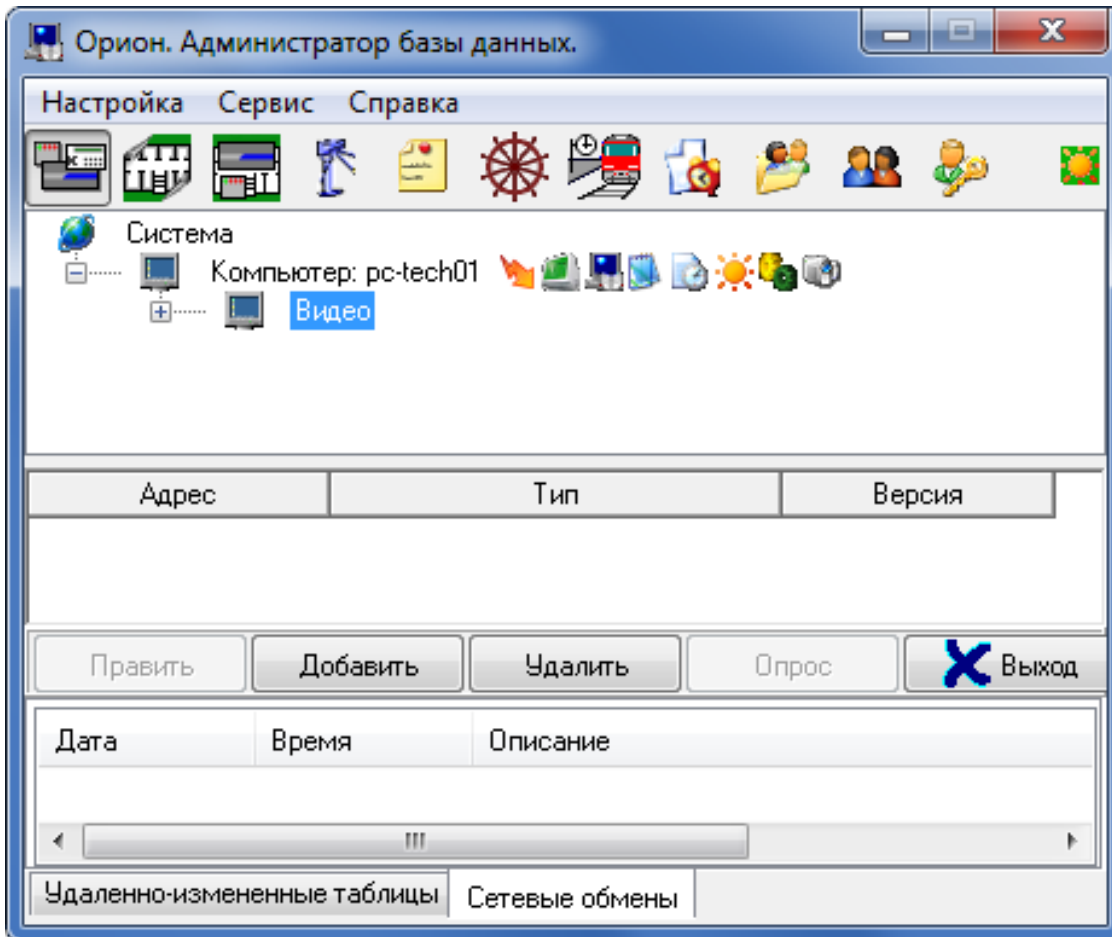 Орион. Администратор базы данных.
Настройка Сервис Справка
Система
Компьютер: pc-tech01
Видео
Адрес Тип Версия
Править Добавить Удалить Опрос Выход
Дата Время Описание
Удаленно-измененные таблицы Сетевые обмены